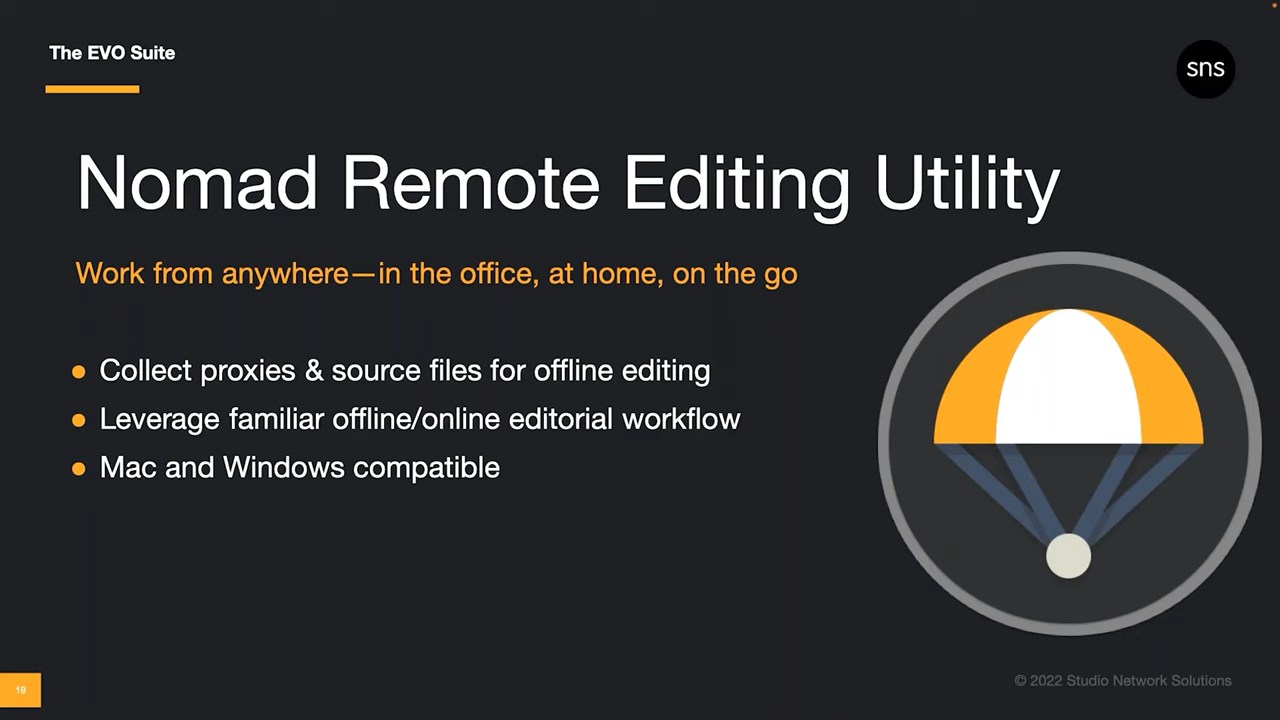 The EVO Suite
sns
Nomad Remote Editing Utility
Work from anywhere—in the office, at home, on the go
Collect proxies & source files for offline editing
Leverage familiar offline/online editorial workflow
Mac and Windows compatible
19
© 2022 Studio Network Solutions